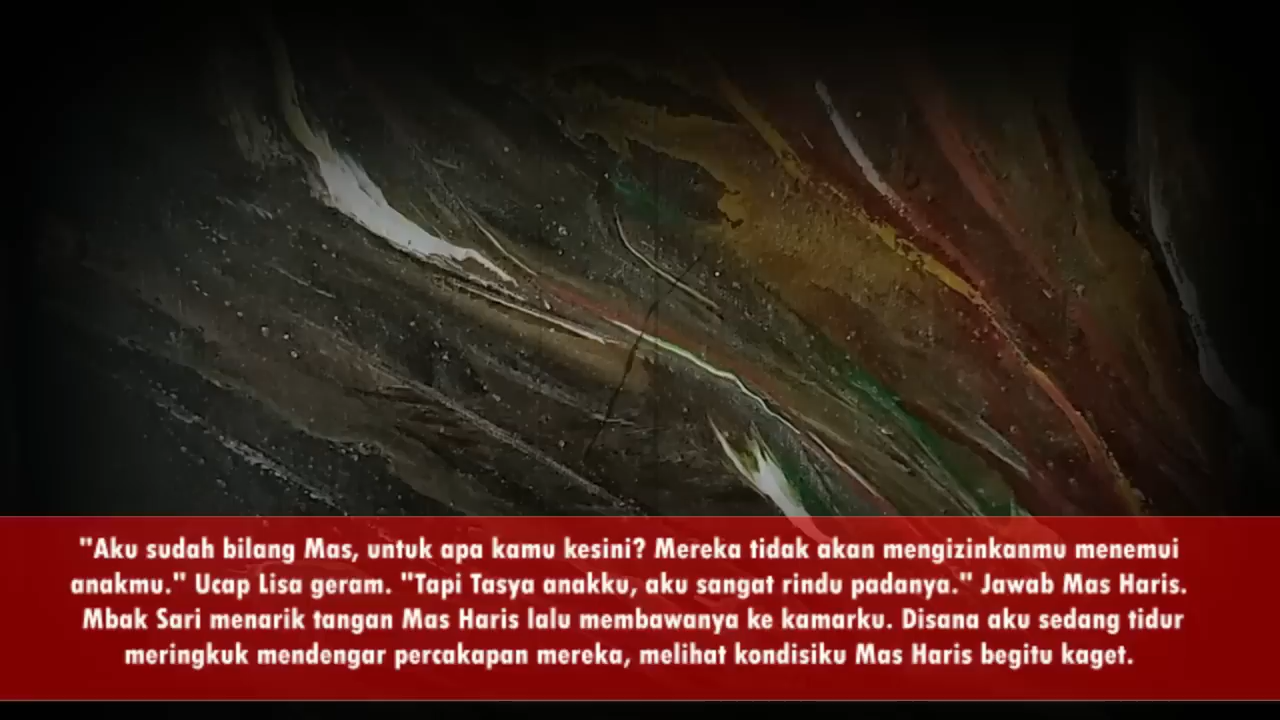 "Aku sudah bilang Mas, untuk apa kamu kesini? Mereka tidak akan mengizinkanmu menemui
anakmu." Ucap Lisa geram. "Tapi Tasya anakku, aku sangat rindu padanya." Jawab Mas Haris.
Mbak Sari menarik tangan Mas Haris lalu membawanya ke kamarku. Disana aku sedang tidur
meringkuk mendengar percakapan mereka, melihat kondisiku Mas Haris begitu kaget.